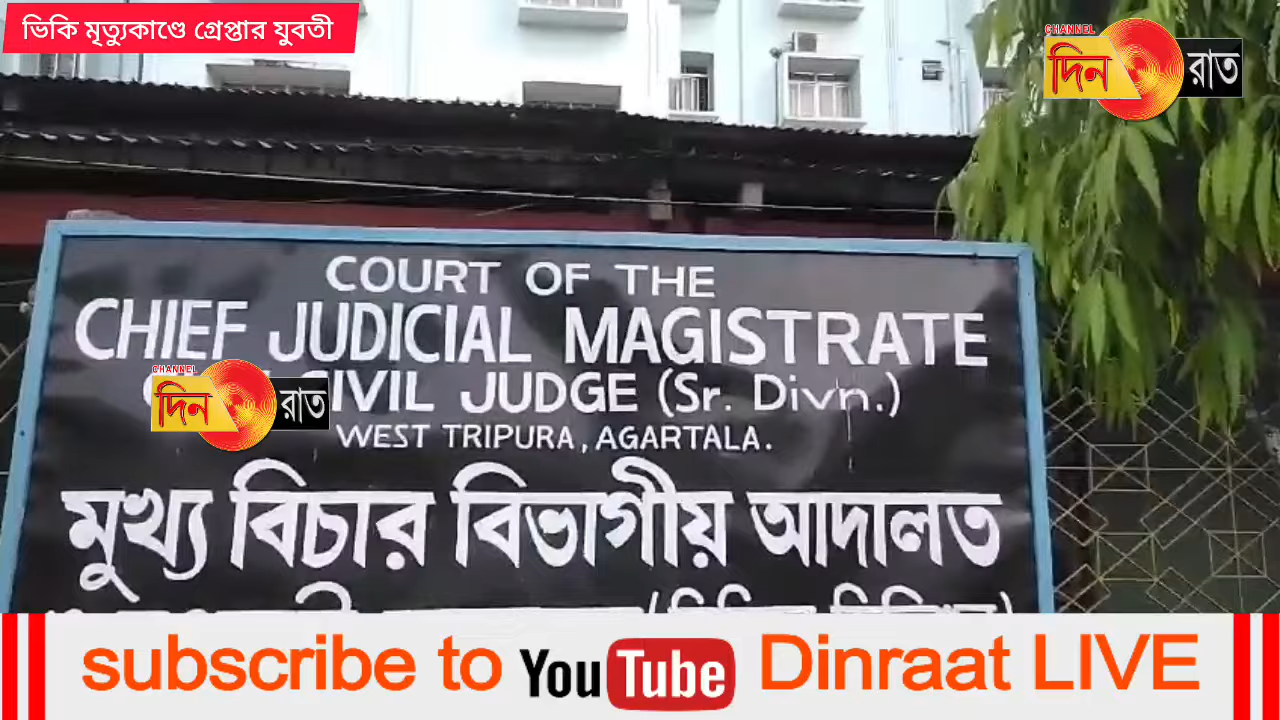 ভিকি মৃত্যুকাণ্ডে গ্রেপ্তার যুবতী
CHANNEL
দিন রাত
COURT OF THE
CHIEF JUDICIAL MAGISTRATE
CIVIL JUDGE (Sr. Divn.)
CHANNEL
দিন রাত
WEST TRIPURA, AGARTALA.
মুখ্য বিচার বিভাগীয় আদালত
subscribe to YouTube Dinraat LIVE